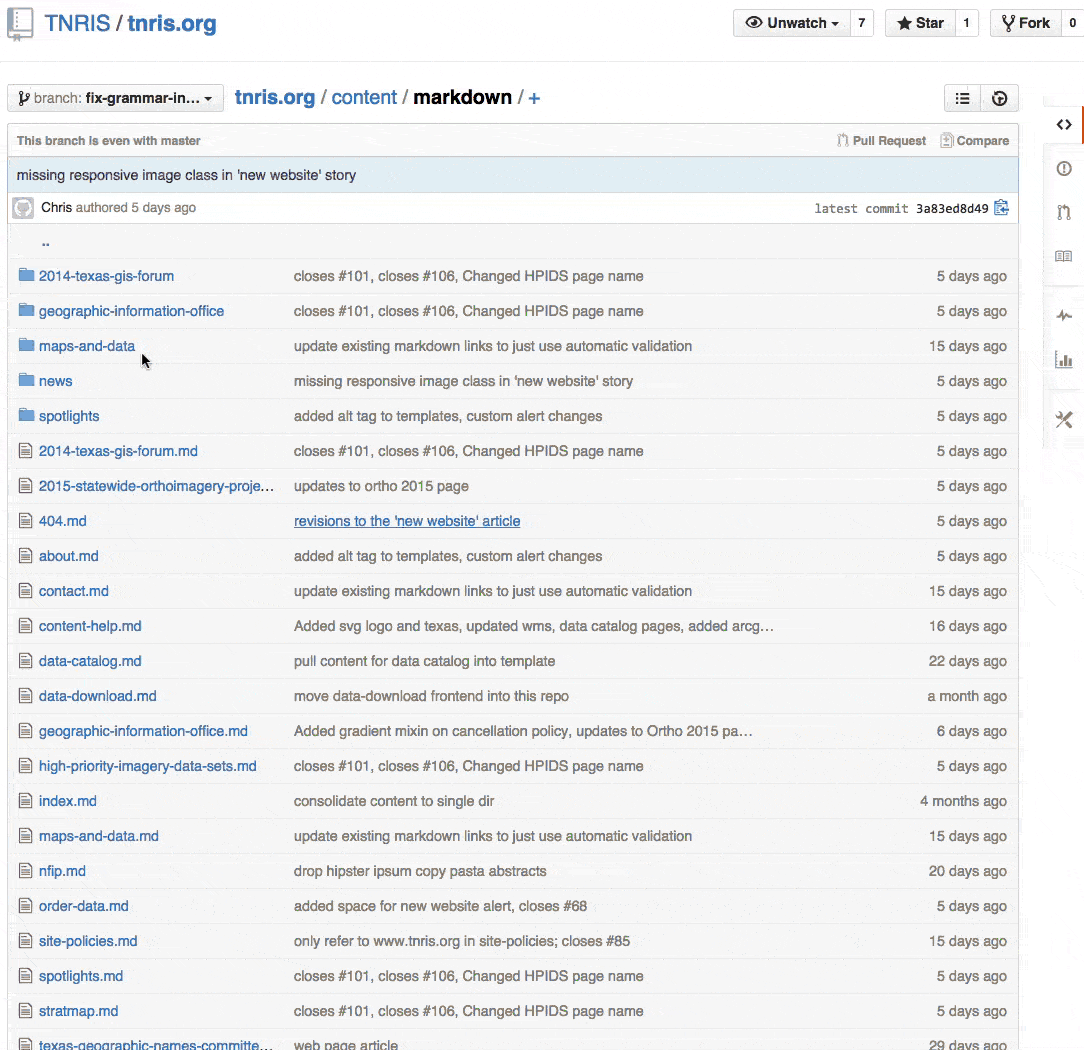 TNRIS / tnris.org Unwatch 7 Star 1 Fork 0
branch: fix-grammar-in... tnris.org / content / markdown / +
This branch is even with master Pull Request Compare
missing responsive image class in 'new website' story
Chris authored 5 days ago latest commit 3a83ed8d49
..
2014-texas-gis-forum closes #101, closes #106, Changed HPIDS page name 5 days ago
geographic-information-office closes #101, closes #106, Changed HPIDS page name 5 days ago
maps-and-data update existing markdown links to just use automatic validation 15 days ago
news missing responsive image class in 'new website' story 5 days ago
spotlights added alt tag to templates, custom alert changes 5 days ago
2014-texas-gis-forum.md closes #101, closes #106, Changed HPIDS page name 5 days ago
2015-statewide-orthoimagery-proje... updates to ortho 2015 page 5 days ago
404.md revisions to the 'new website' article 5 days ago
about.md added alt tag to templates, custom alert changes 5 days ago
contact.md update existing markdown links to just use automatic validation 15 days ago
content-help.md Added svg logo and texas, updated wms, data catalog pages, added arcg... 16 days ago
data-catalog.md pull content for data catalog into template 22 days ago
data-download.md move data-download frontend into this repo a month ago
geographic-information-office.md Added gradient mixin on cancellation policy, updates to Ortho 2015 pa... 6 days ago
high-priority-imagery-data-sets.md closes #101, closes #106, Changed HPIDS page name 5 days ago
index.md consolidate content to single dir 4 months ago
maps-and-data.md update existing markdown links to just use automatic validation 15 days ago
nfip.md drop hipster ipsum copy pasta abstracts 20 days ago
order-data.md added space for new website alert, closes #68 5 days ago
site-policies.md only refer to www.tnris.org in site-policies; closes #85 15 days ago
spotlights.md closes #101, closes #106, Changed HPIDS page name 5 days ago
stratmap.md closes #101, closes #106, Changed HPIDS page name 5 days ago
texas-geographic-names-committe... web page article 29 days ago